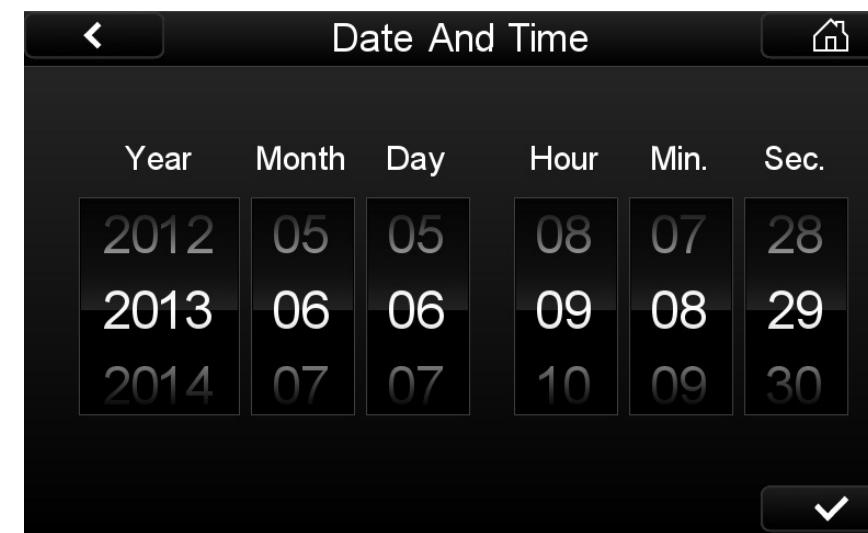 Date And Time
Year Month Day Hour Min. Sec.
2012 05 05 08 07 28
2013 06 06 09 08 29
2014 07 07 10 09 30